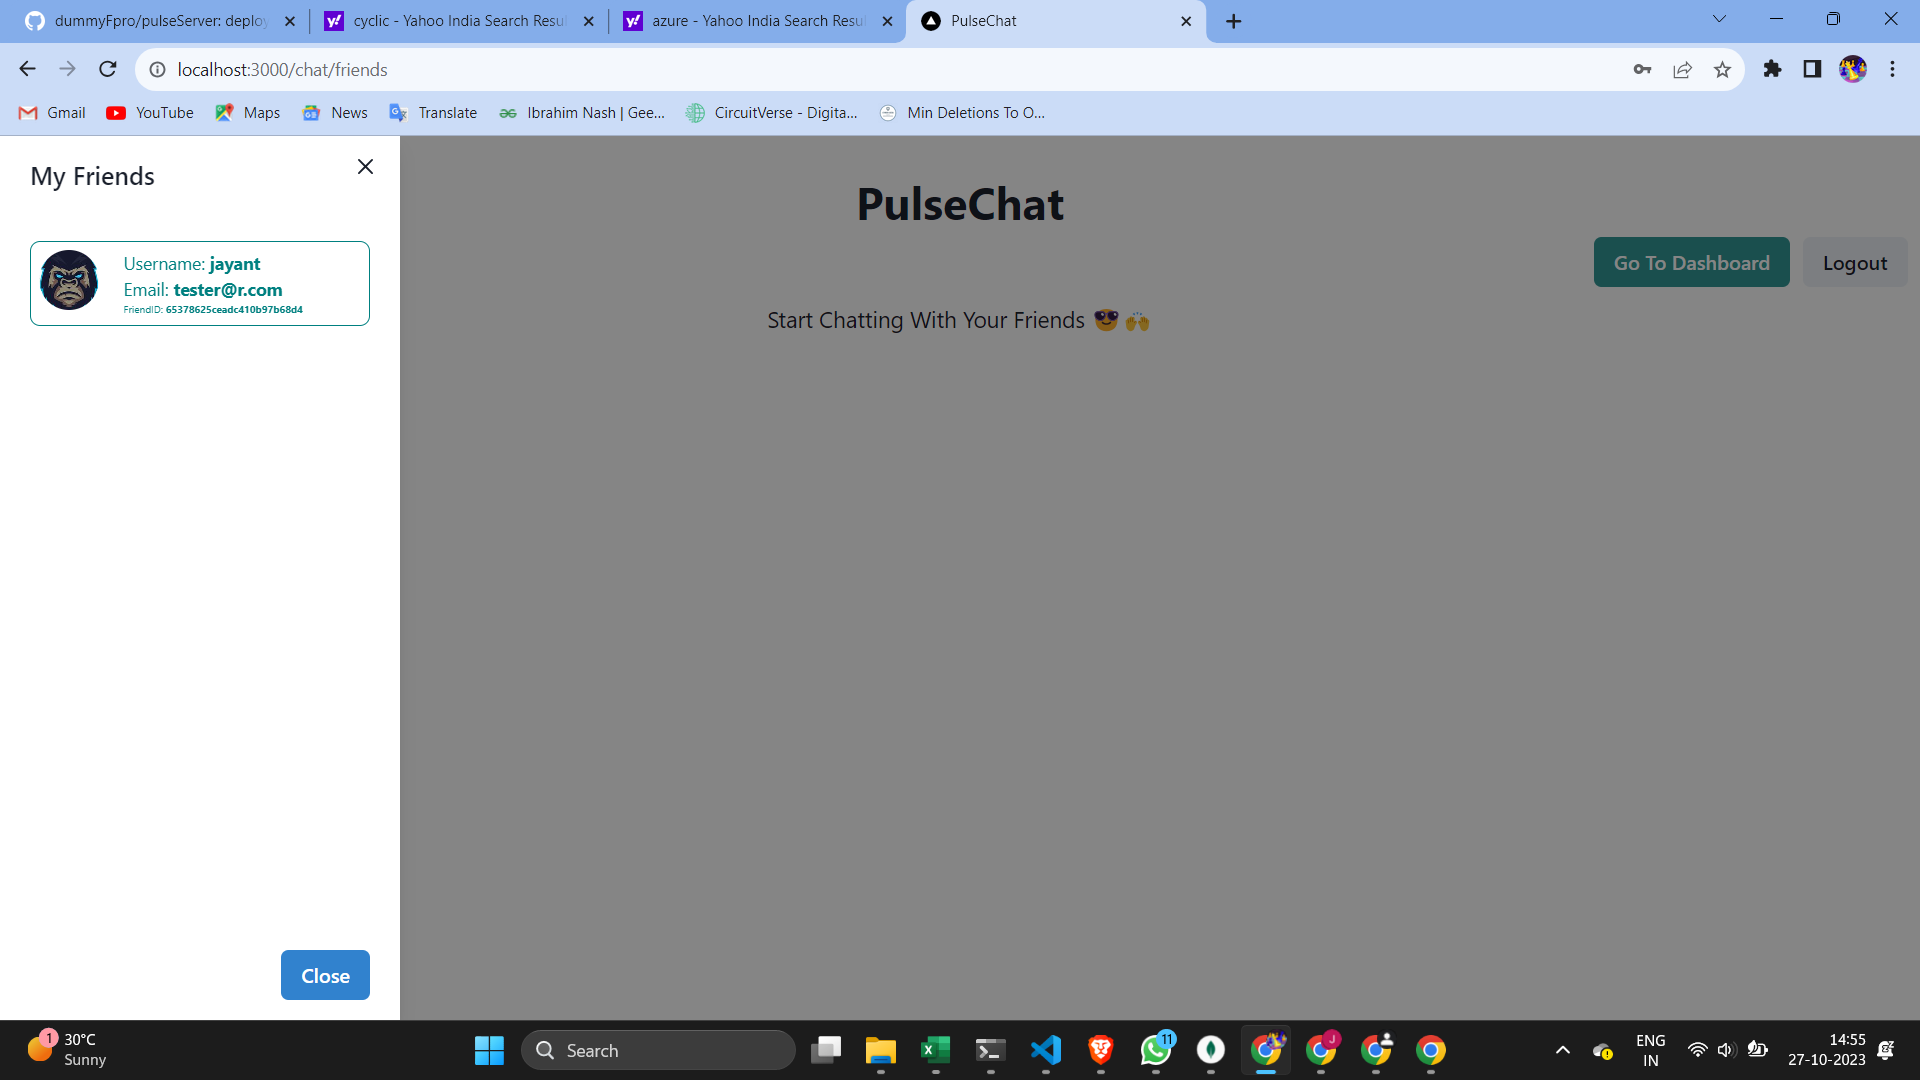 dummyFpro/pulseServer: deploy
cyclic - Yahoo India Search Resu
azure - Yahoo India Search Resu
PulseChat
localhost:3000/chat/friends
Gmail
YouTube
Maps
News
Translate
Ibrahim Nash | Gee...
CircuitVerse - Digita...
Min Deletions To O...
My Friends
Username: jayant
Email: tester@r.com
FriendID: 65378625ceadc410b97b68d4
Close
PulseChat
Go To Dashboard
Logout
Start Chatting With Your Friends 😎 🙌
1
30°C
Sunny
Search
11
J
ENG
IN
14:55
27-10-2023